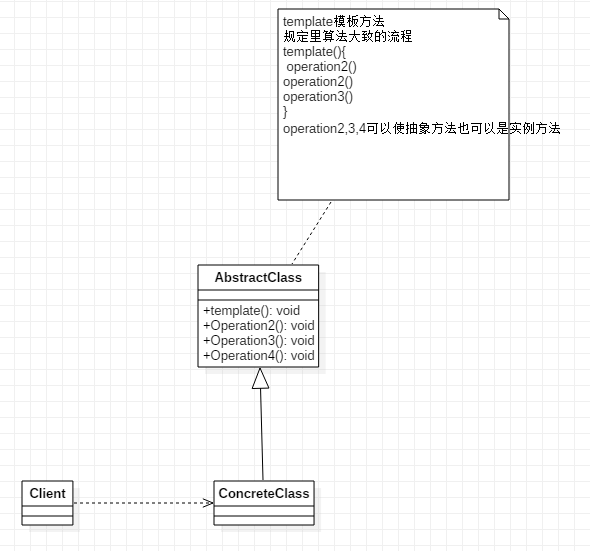 template模板方法
规定里算法大致的流程
template(){
operation2()
operation2()
operation3()
}
operation2,3,4可以使抽象方法也可以是实例方法
AbstractClass
+template(): void
+Operation2(): void
+Operation3(): void
+Operation4(): void
Client
ConcreteClass